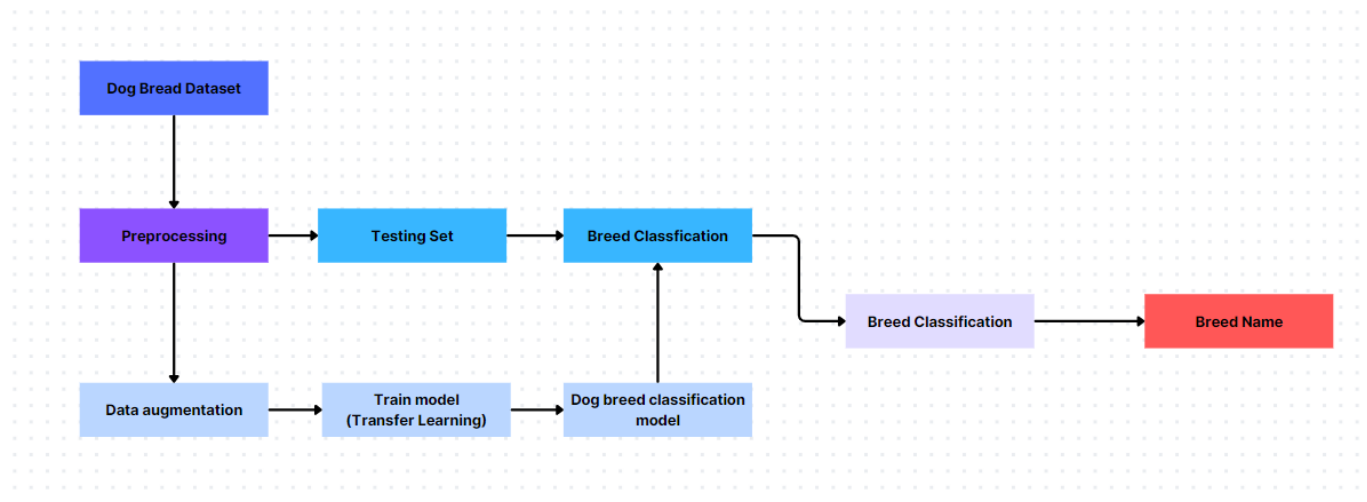 Dog Bread Dataset
Preprocessing
Testing Set
Breed Classfication
Breed Classification
Breed Name
Data augmentation
Train model
(Transfer Learning)
Dog breed classification
model